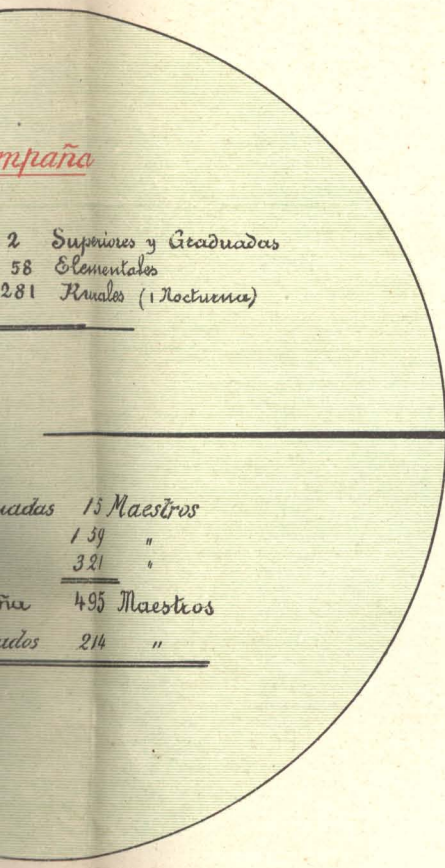 mpaña
2 Superiores y Graduadas
58 Elementales
281 Rurales (1 Nocturna)
uadas 15 Maestros
159 "
321 "
ña 495 Maestros
ados 214 "